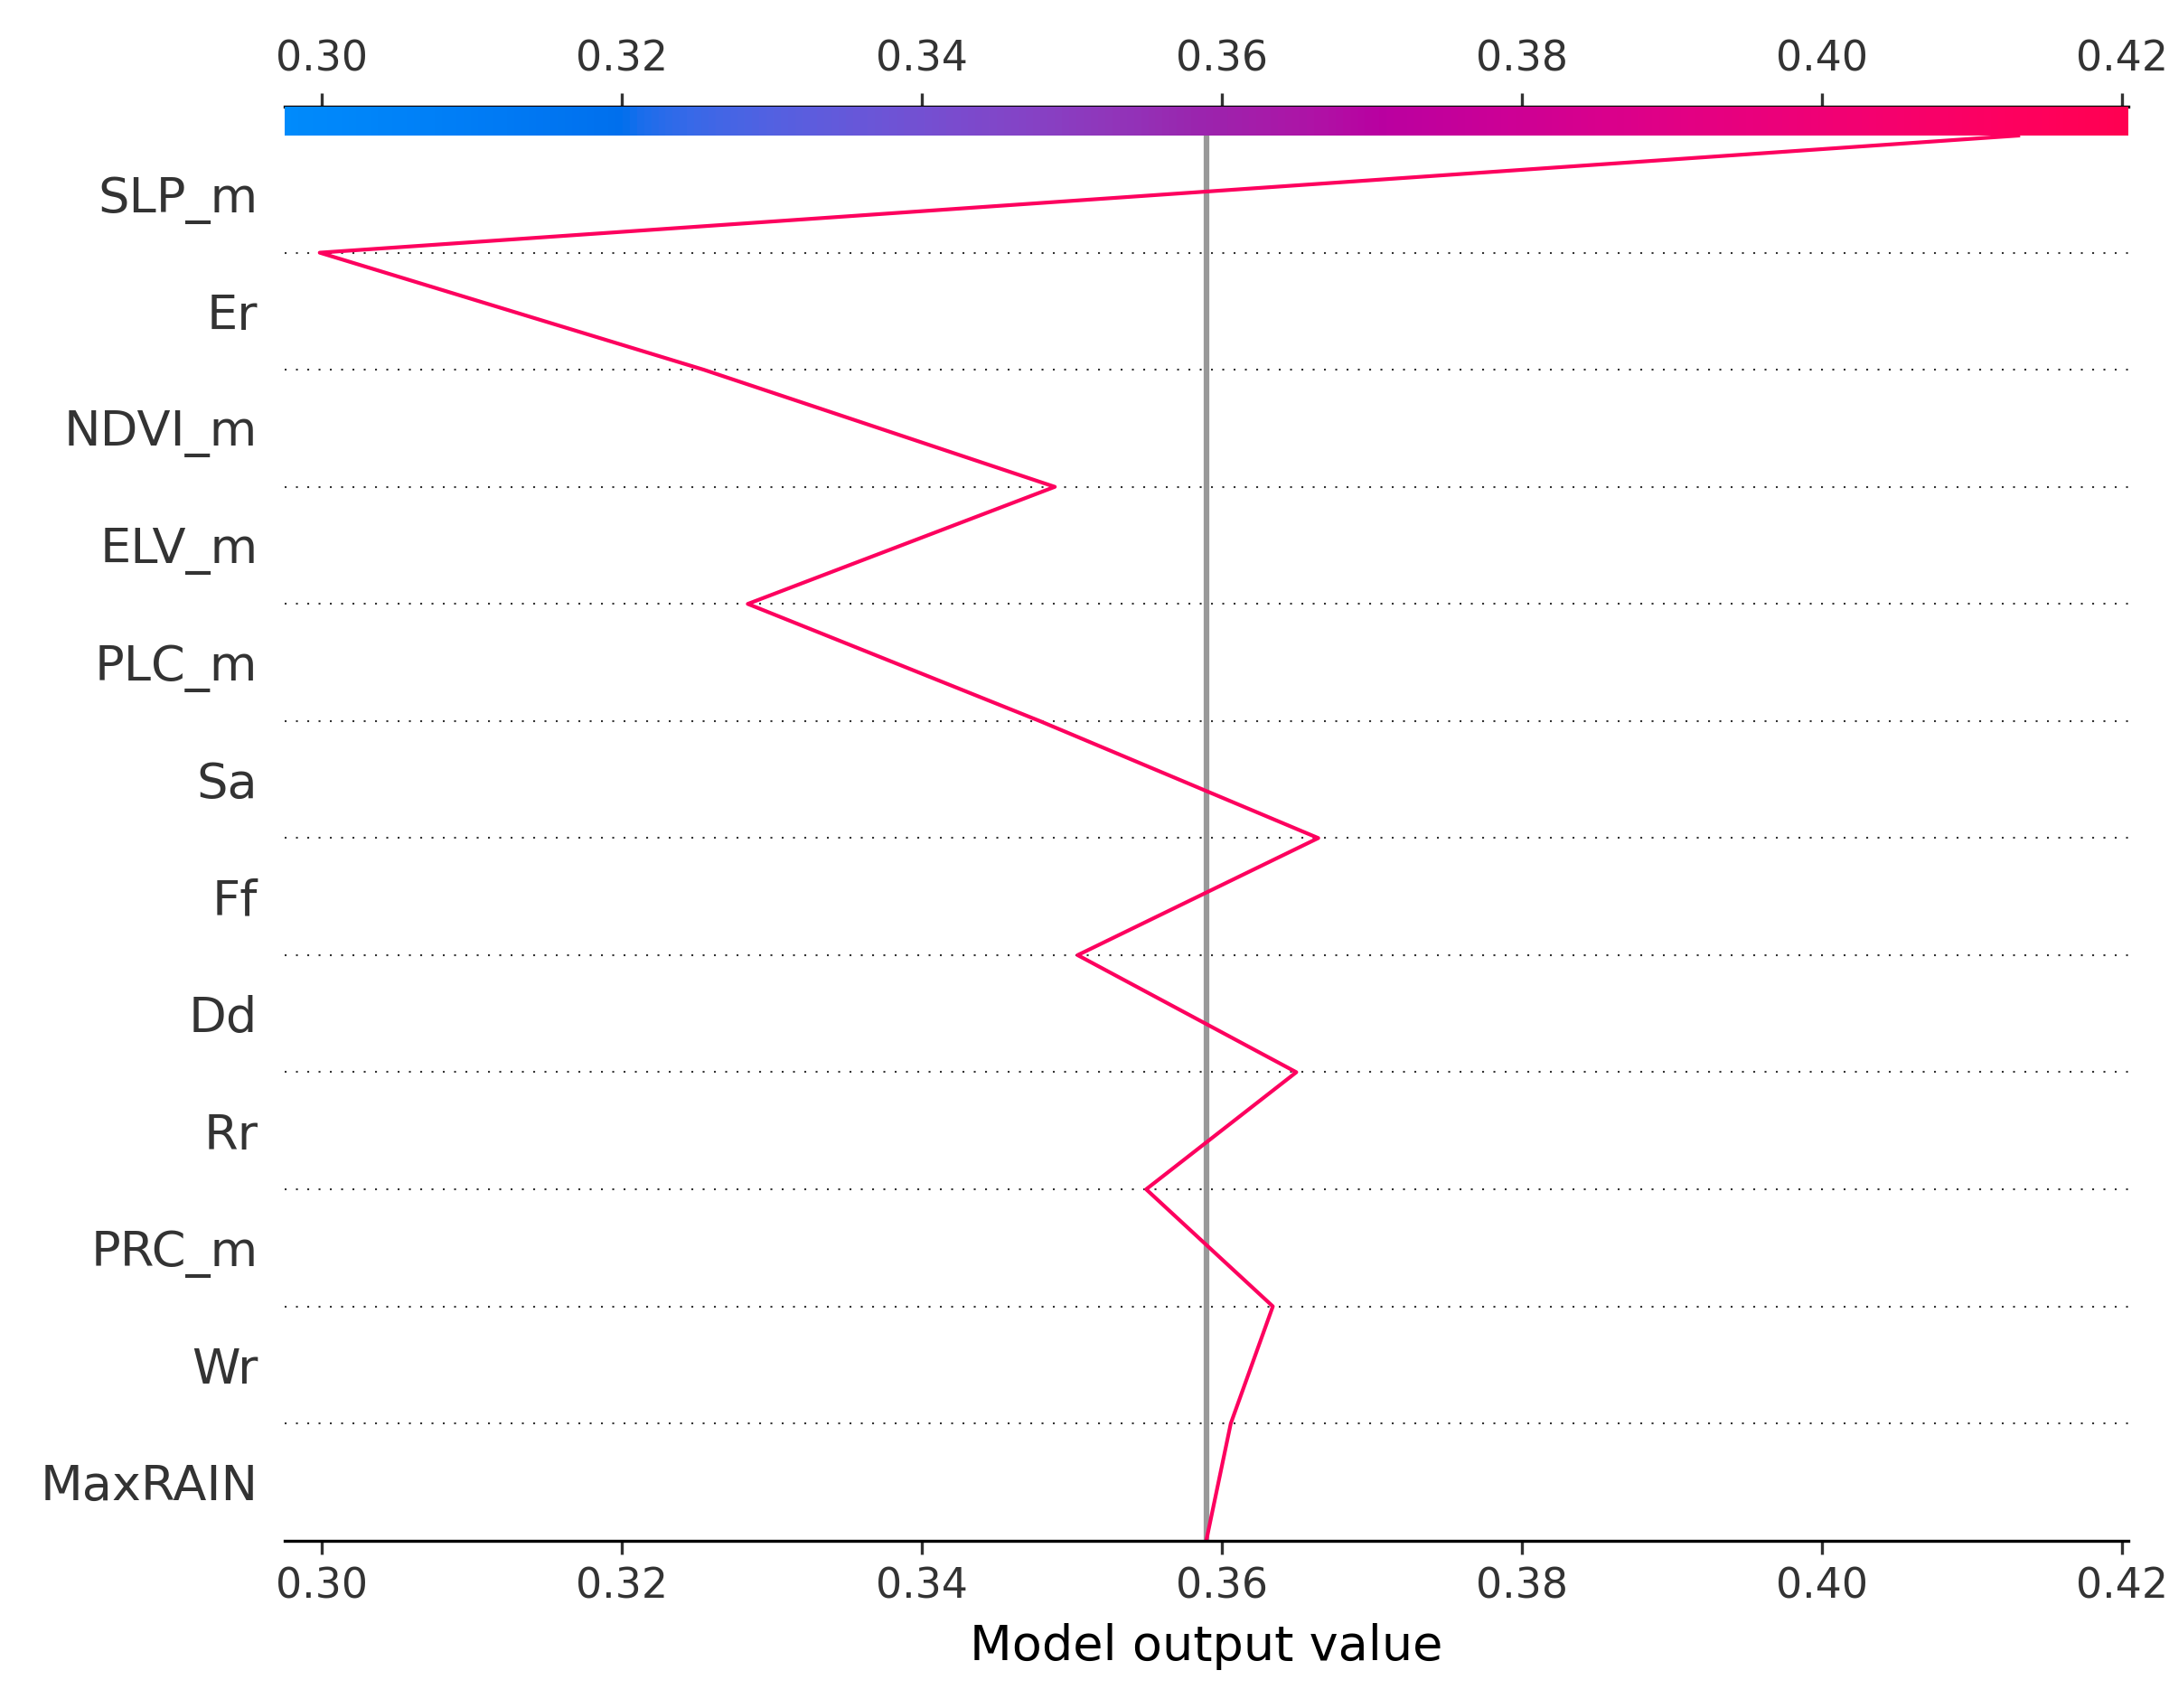 0.30 0.32 0.34 0.36 0.38 0.40 0.42
SLP_m
Er
NDVI_m
ELV_m
PLC_m
Sa
Ff
Dd
Rr
PRC_m
Wr
MaxRAIN
0.30 0.32 0.34 0.36 0.38 0.40 0.42
Model output value